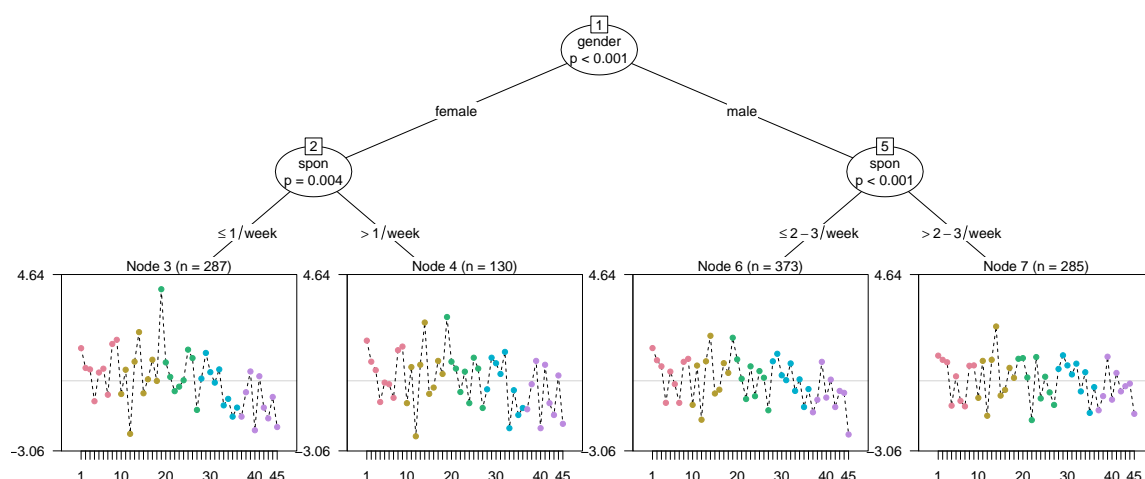 1
gender
p < 0.001
female
male
2
spon
p = 0.004
5
spon
p < 0.001
≤ 1/week
> 1/week
≤ 2 − 3/week
> 2 − 3/week
Node 3 (n = 287)
Node 4 (n = 130)
Node 6 (n = 373)
Node 7 (n = 285)
4.64
4.64
4.64
4.64
−3.06
−3.06
−3.06
−3.06
1 10 20 30 40 45
1 10 20 30 40 45
1 10 20 30 40 45
1 10 20 30 40 45